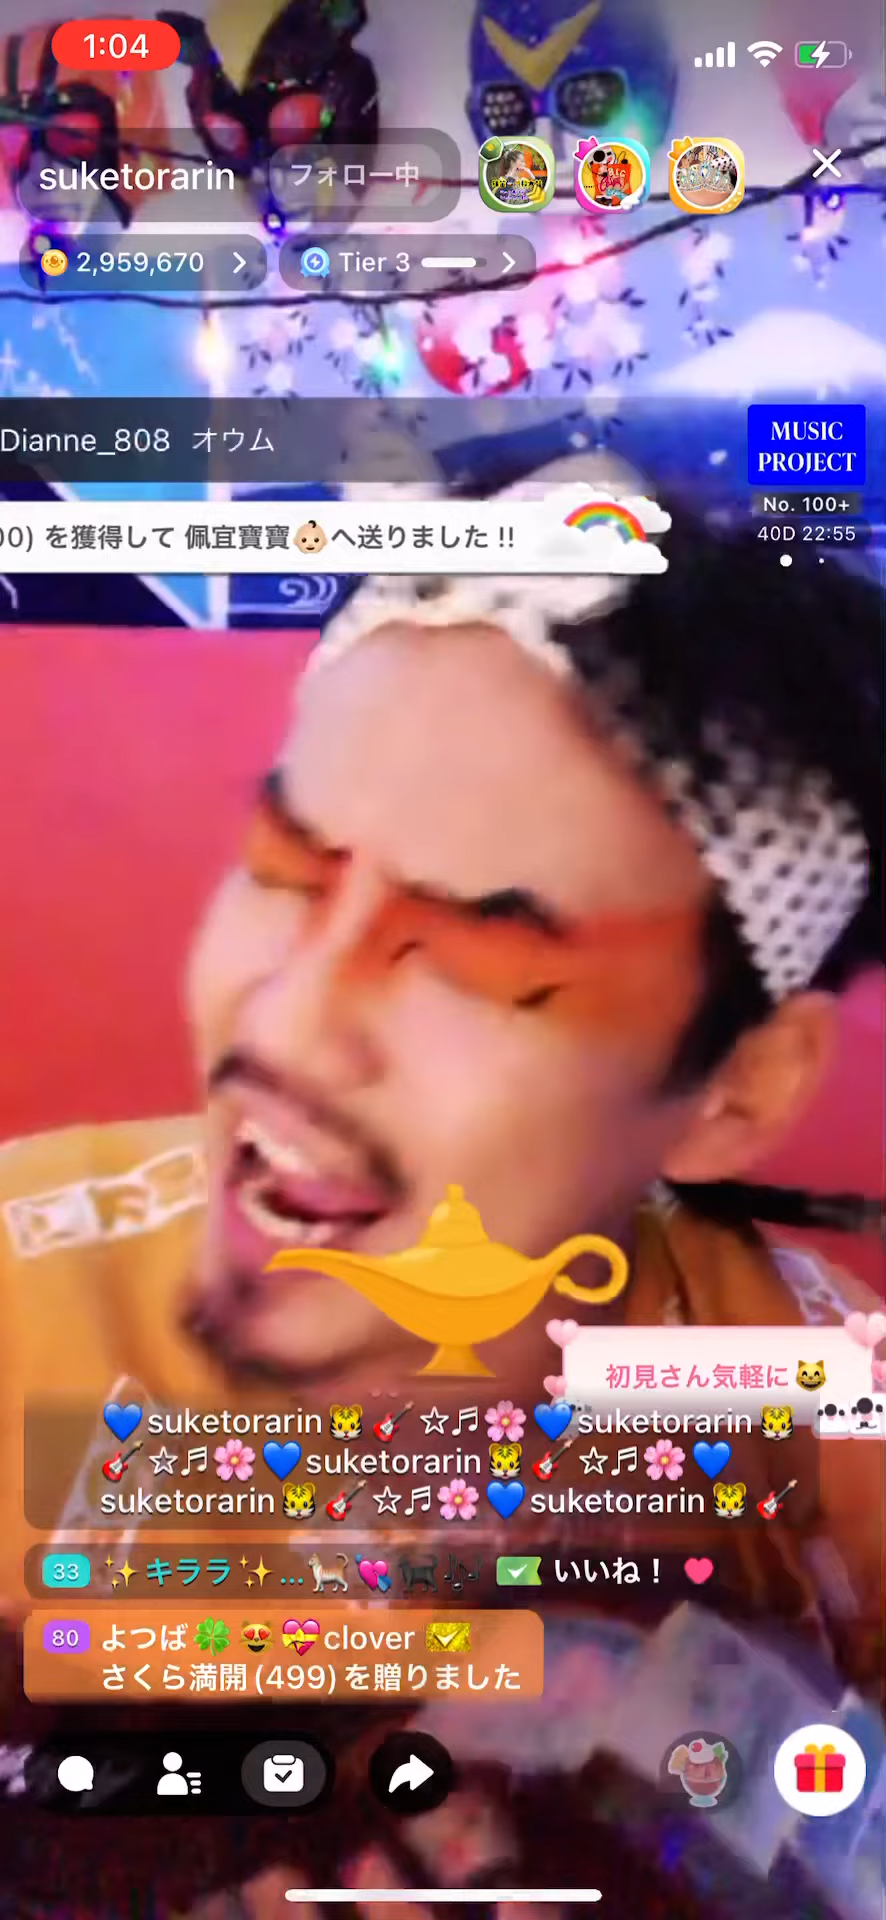 1:04
suketorarin フォロー中
2,959,670 Tier 3
Dianne_808 オウム
MUSIC
PROJECT
No. 100+
40D 22:55
00) を獲得して 佩宜寶寶👶🏻へ送りました !!
初見さん気軽に😺
💙suketorarin🐯🎸☆♬🌸💙suketorarin🐯
🎸☆♬🌸💙suketorarin🐯🎸☆♬🌸💙
suketorarin🐯🎸☆♬🌸💙suketorarin🐯🎸
33 ✨キララ✨...🐈💘🐈‍⬛🎶 いいね！
80 よつば🍀😻💝clover
さくら満開(499)を贈りました